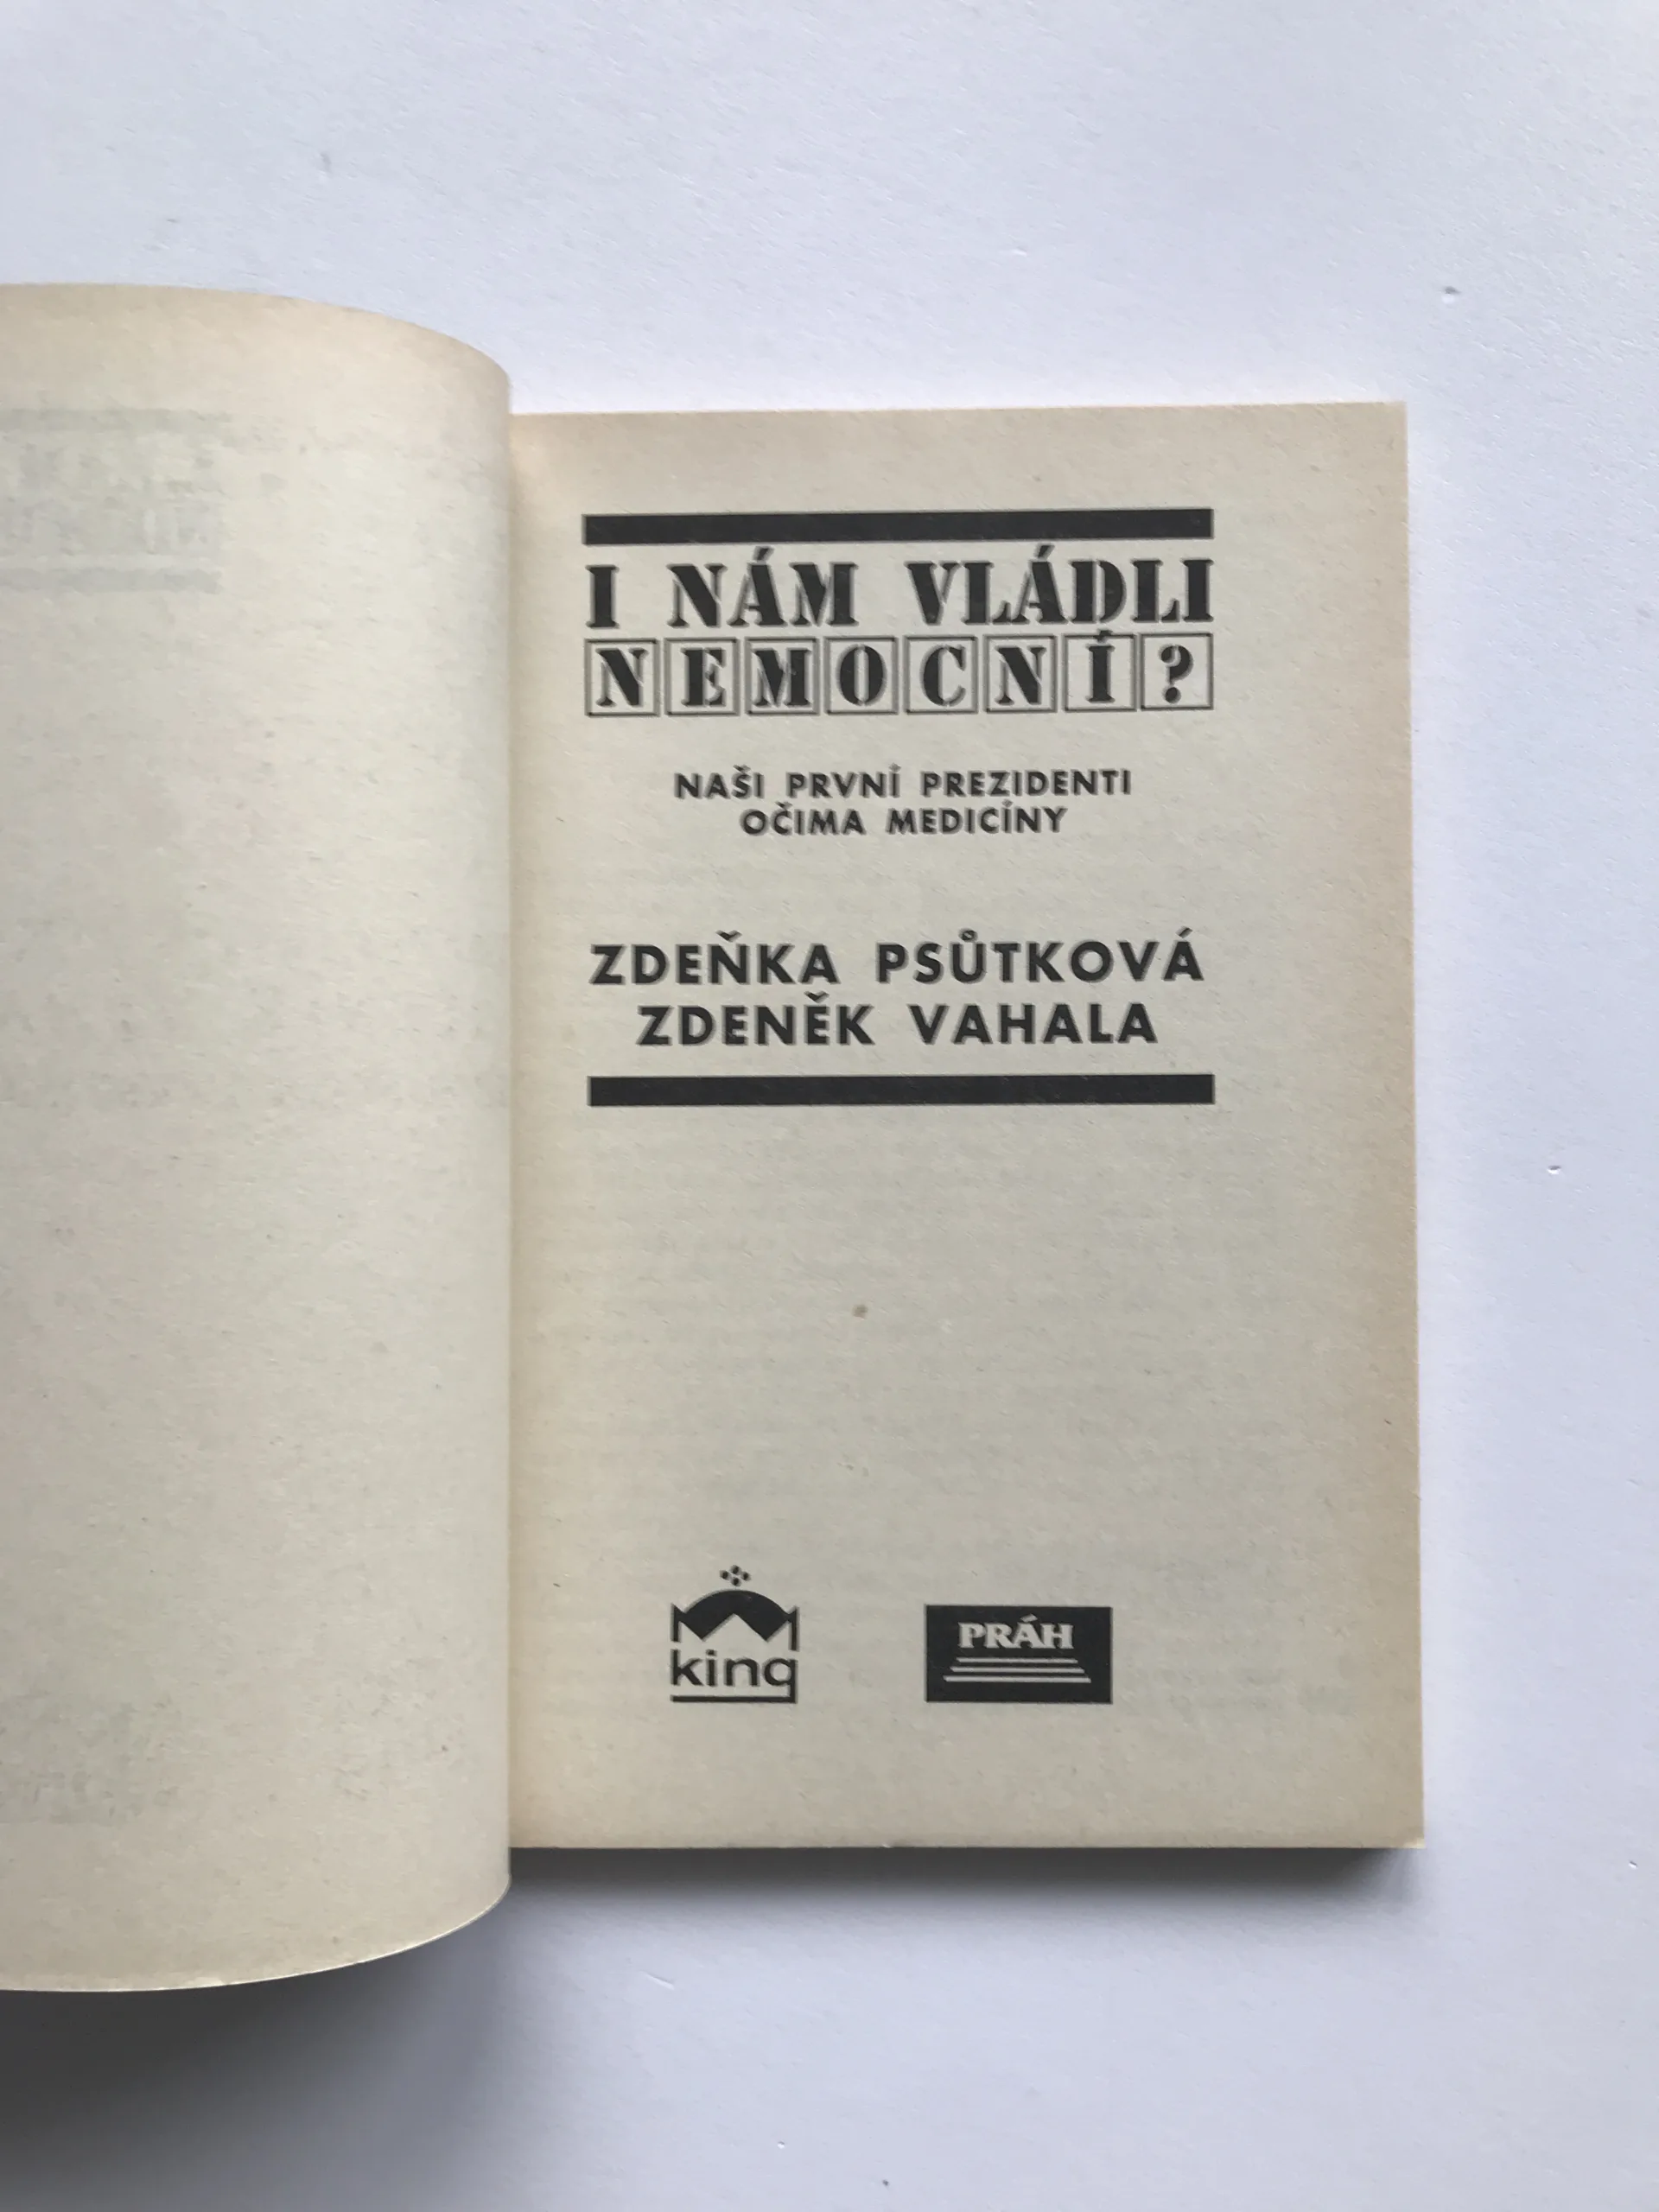 I NÁM VLÁDLI
NEMOCNÍ?
NAŠI PRVNÍ PREZIDENTI
OČIMA MEDICÍNY
ZDEŇKA PSŮTKOVÁ
ZDENĚK VAHALA
king
PRÁH